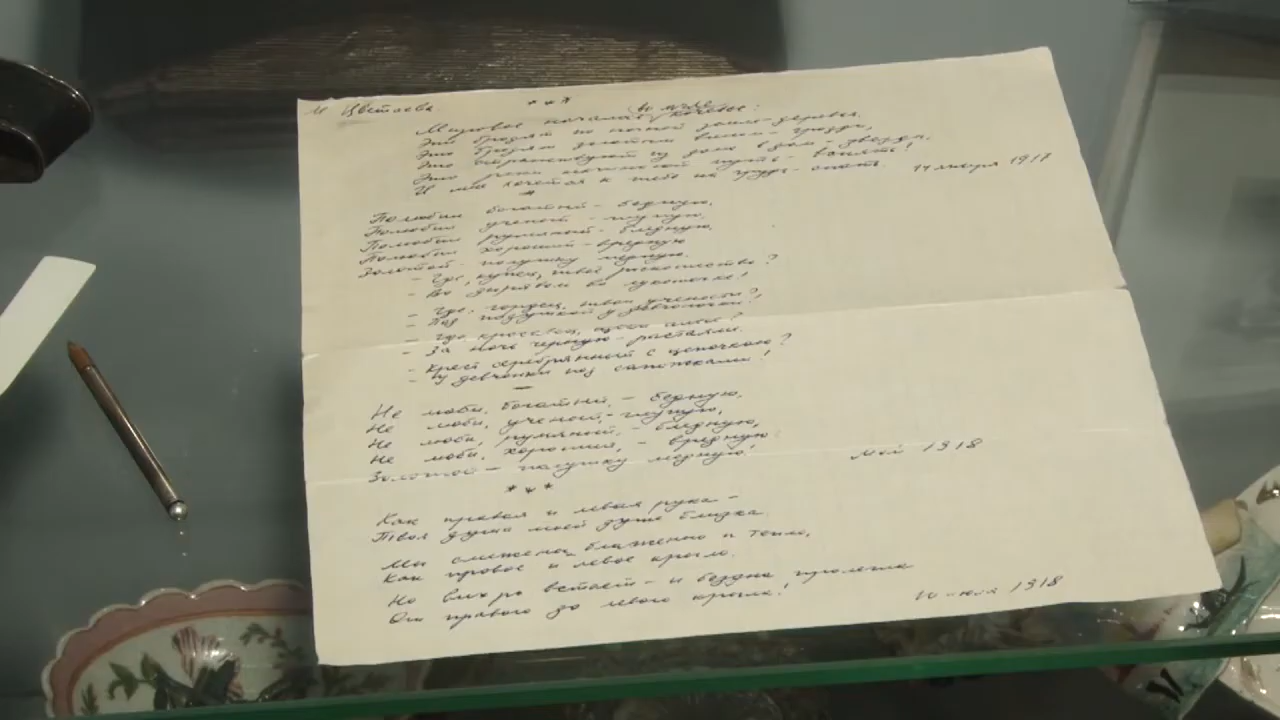 М Цветаева
* * *
Мировое началось во мгле кочевье:
Это бродят по ночной земле - деревья,
Это бродят золотым вином - грозди,
Это странствуют из дома в дом - звезды,
Это реки начинают путь - вспять!
И мне хочется к тебе на грудь - спать.
14 января 1917
*
Полюбил богатый - бедную,
Полюбил ученый - глупую,
Полюбил румяный - бледную,
Полюбил хороший - вредную
Золотой - полушку медную.
- Где, купец, твое роскошество?
- Во дырявом во лукошечке!
- Где, гордец, твои учености?
- Под подушкой у девчоночки!
- Где красавец, щеки алые?
- За ночь черную - растаяли.
- Крест серебряный с цепочкою?
- У девчонки под сапожками!
—
Не люби, богатый, - бедную,
Не люби, ученый, - глупую,
Не люби, румяный, - бледную,
Не люби, хороший, - вредную
Золотой - полушку медную!
Май 1918
* * *
Как правая и левая рука -
Твоя душа моей душе близка.
Мы смежены, блаженно и тепло,
Как правое и левое крыло.
Но вихрь встает - и бездна пролегла
От правого до левого крыла!
10 июля 1918